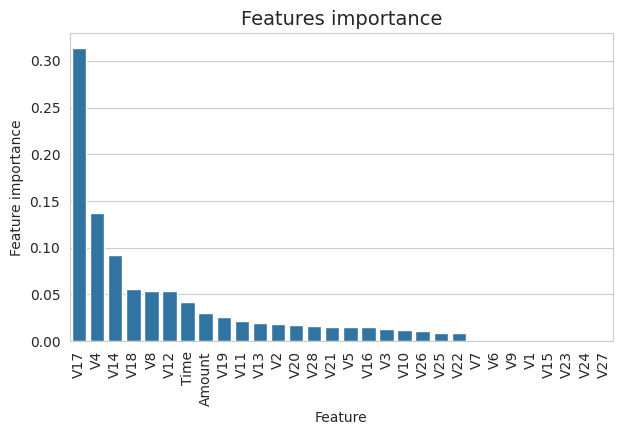 Features importance
Feature importance
0.30
0.25
0.20
0.15
0.10
0.05
0.00
V17 V4 V14 V18 V8 V12 Time Amount V19 V11 V13 V2 V20 V28 V21 V5 V16 V3 V10 V26 V25 V22 V7 V6 V9 V1 V15 V23 V24 V27
Feature